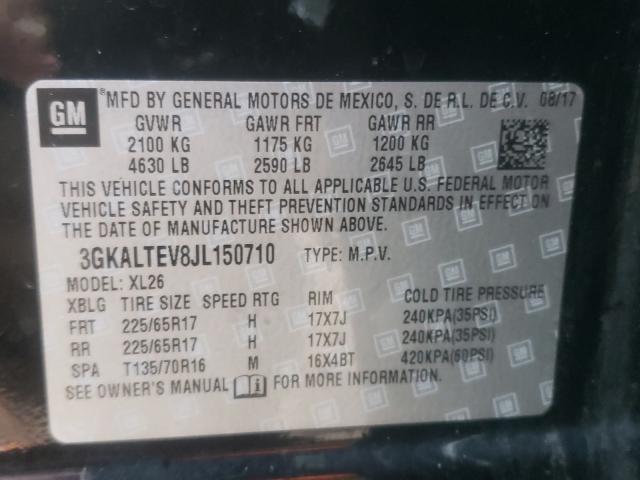 GM
MFD BY GENERAL MOTORS DE MEXICO, S. DE R.L. DE C.V. 08/17
GVWR GAWR FRT GAWR RR
2100 KG 1175 KG 1200 KG
4630 LB 2590 LB 2645 LB
THIS VEHICLE CONFORMS TO ALL APPLICABLE U.S. FEDERAL MOTOR
VEHICLE SAFETY AND THEFT PREVENTION STANDARDS IN EFFECT ON
THE DATE OF MANUFACTURE SHOWN ABOVE.
3GKALTEV8JL150710 TYPE: M.P.V.
MODEL: XL26
XBLG TIRE SIZE SPEED RTG RIM COLD TIRE PRESSURE
FRT 225/65R17 H 17X7J 240KPA(35PSI)
RR 225/65R17 H 17X7J 240KPA(35PSI)
SPA T135/70R16 M 16X4BT 420KPA(60PSI)
SEE OWNER'S MANUAL FOR MORE INFORMATION.